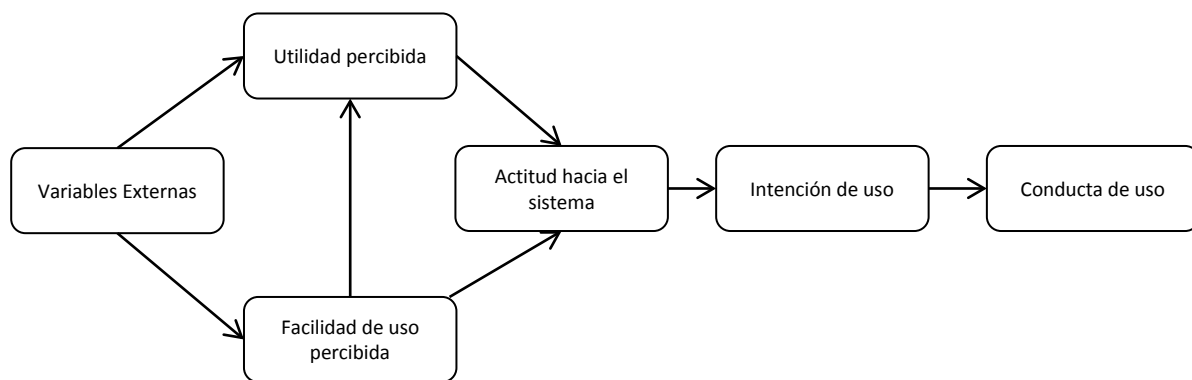 Utilidad percibida
Variables Externas
Actitud hacia el
sistema
Intención de uso
Conducta de uso
Facilidad de uso
percibida